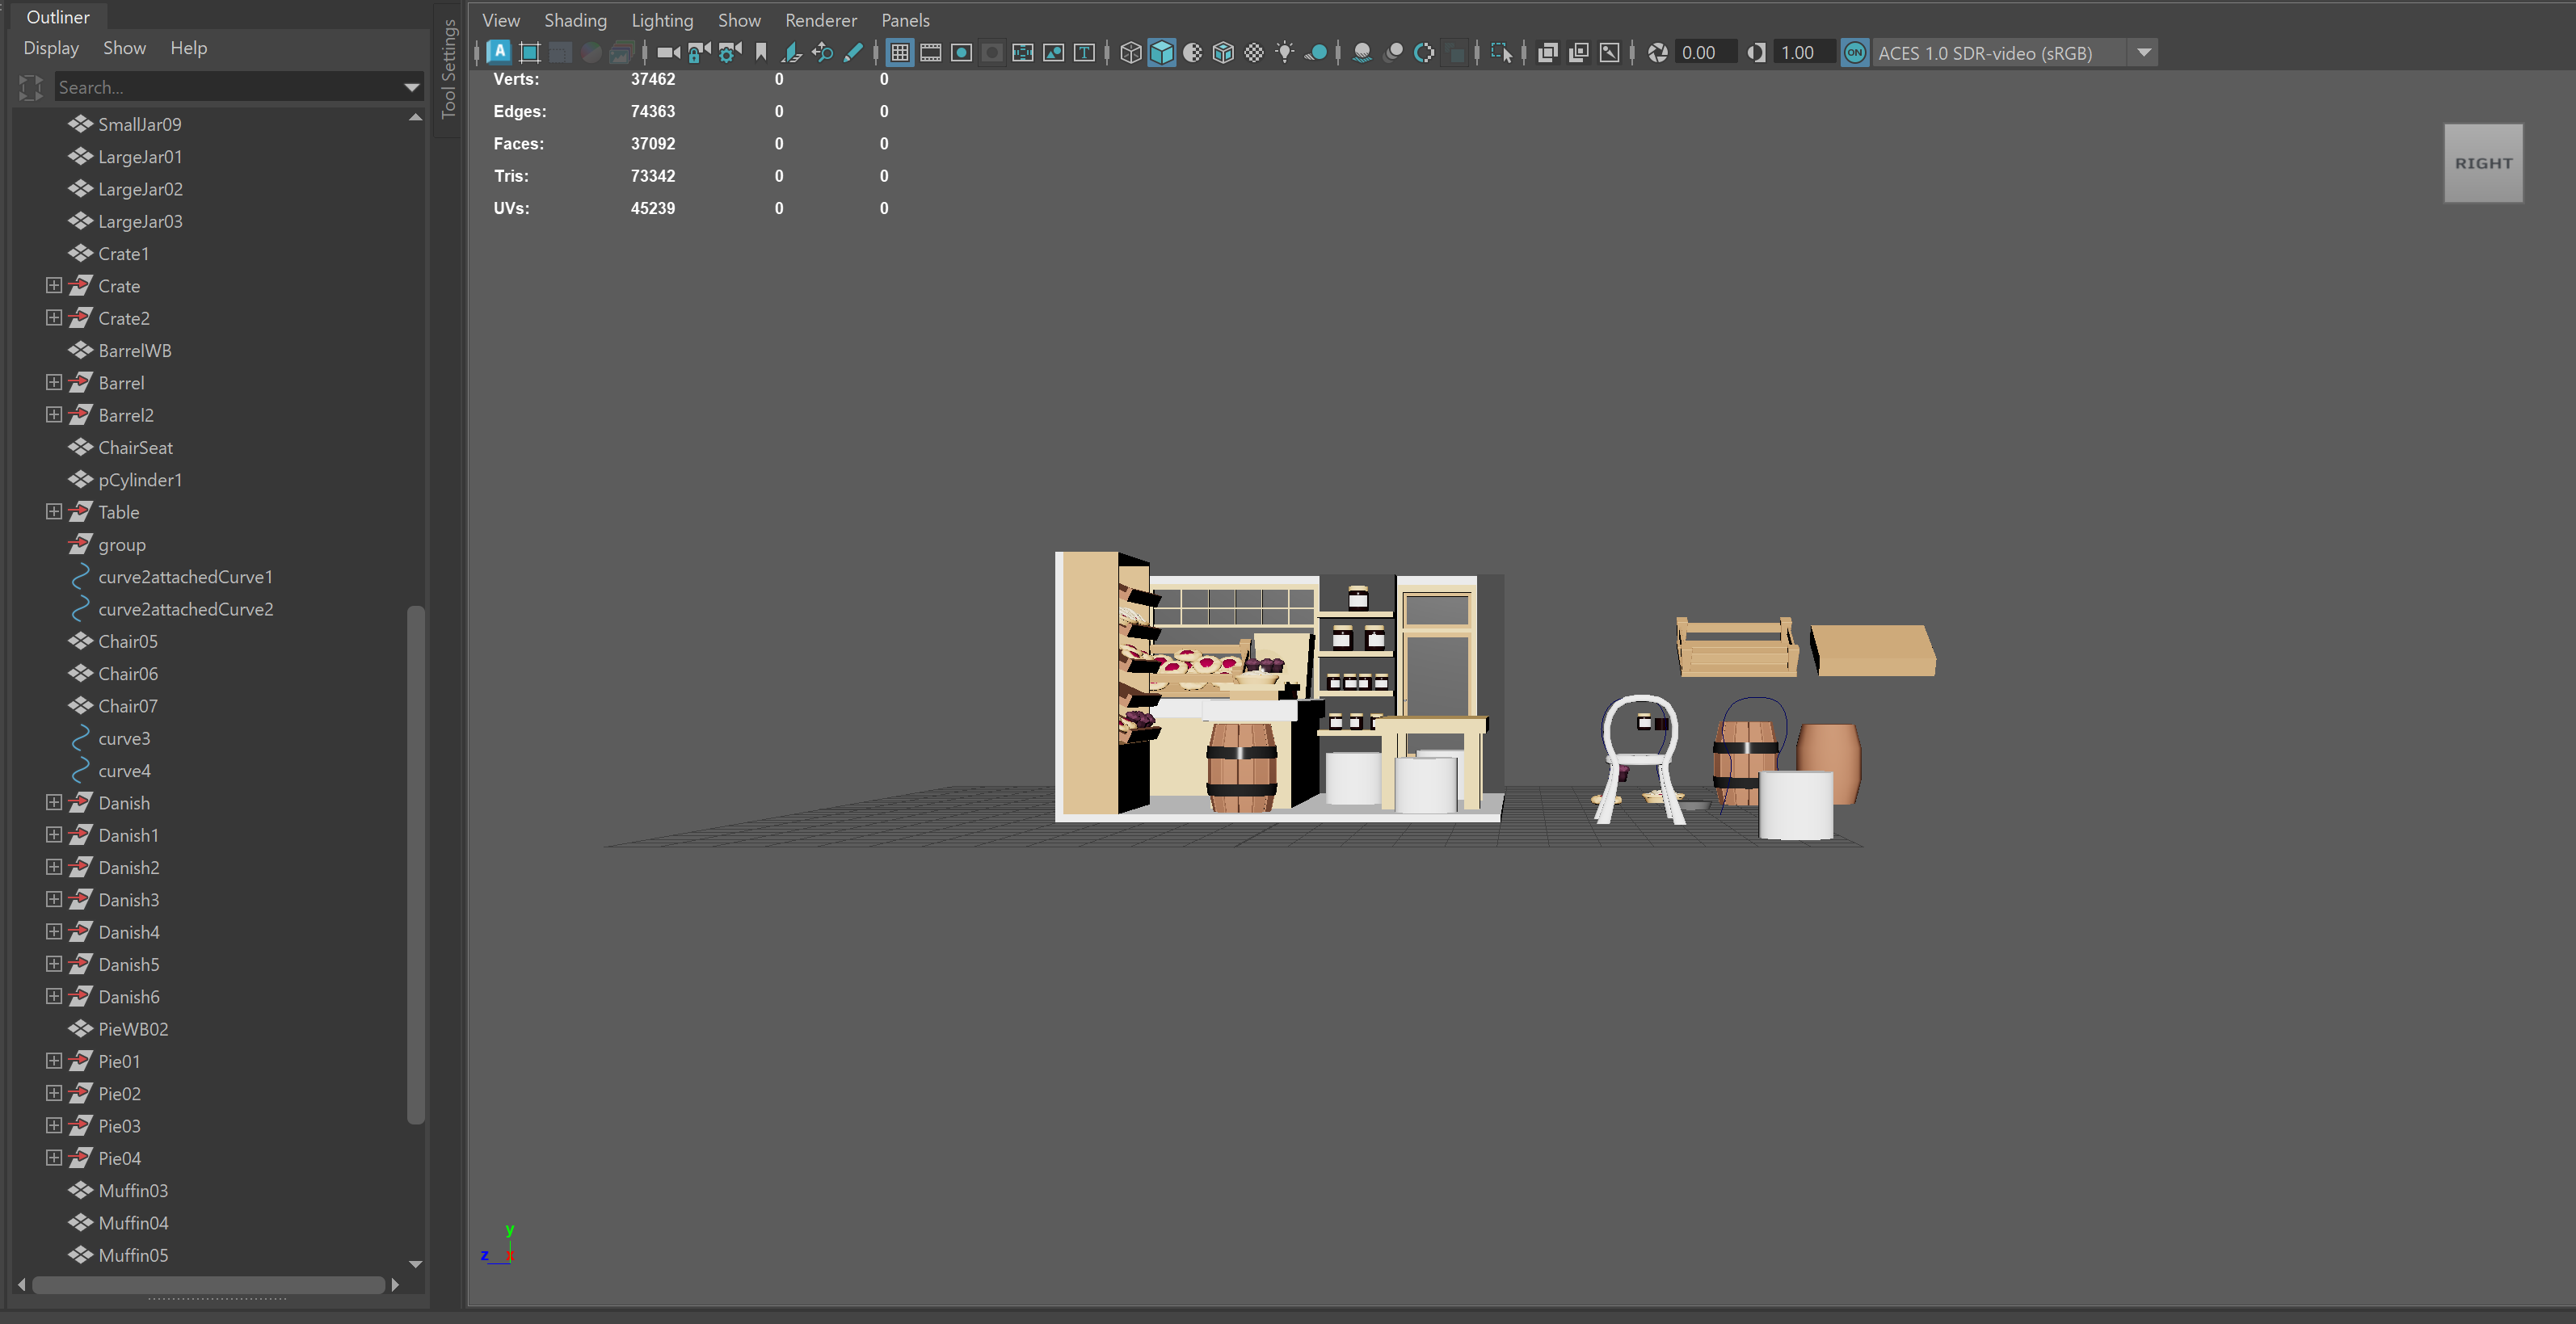 Outliner
Display Show Help
Search...
SmallJar09
LargeJar01
LargeJar02
LargeJar03
Crate1
Crate
Crate2
BarrelWB
Barrel
Barrel2
ChairSeat
pCylinder1
Table
group
curve2attachedCurve1
curve2attachedCurve2
Chair05
Chair06
Chair07
curve3
curve4
Danish
Danish1
Danish2
Danish3
Danish4
Danish5
Danish6
PieWB02
Pie01
Pie02
Pie03
Pie04
Muffin03
Muffin04
Muffin05
Tool Settings
View Shading Lighting Show Renderer Panels
A T 0.00 1.00 ON ACES 1.0 SDR-video (sRGB)
Verts: 37462 0 0
Edges: 74363 0 0
Faces: 37092 0 0
Tris: 73342 0 0
UVs: 45239 0 0
RIGHT
y
z